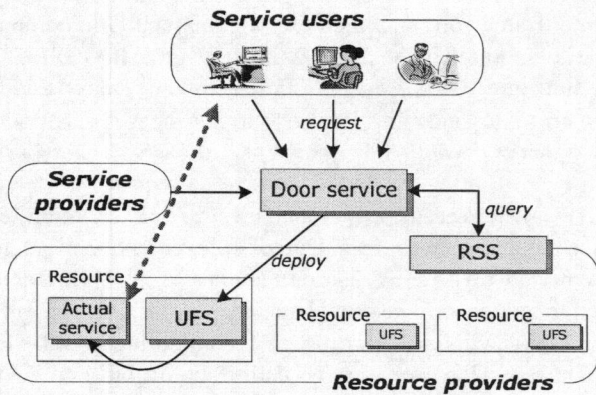 Service users
request
Service
providers
Door service
query
RSS
deploy
Resource
Actual
service
UFS
Resource
UFS
Resource
UFS
Resource providers